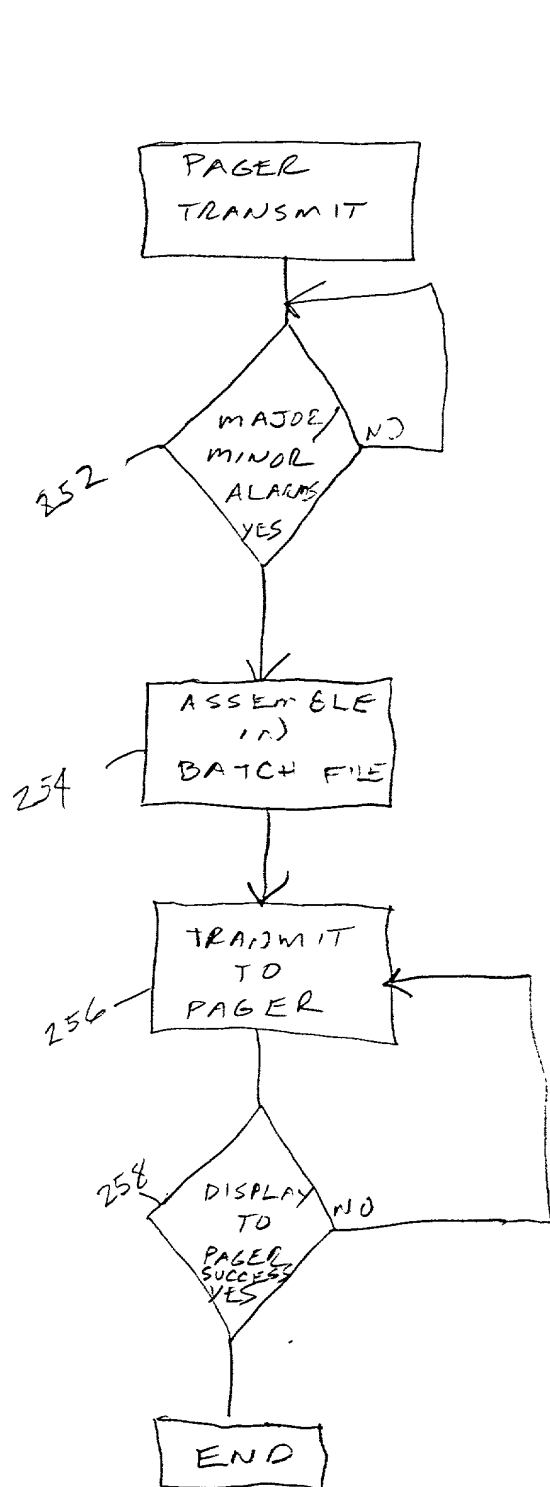 PAGER
TRANSMIT
MAJOR/
NO
MINOR
ALARMS
YES
252
ASSEMBLE
IN
BATCH FILE
254
TRANSMIT
TO
PAGER
256
258
DISPLAY
TO
NO
PAGER
SUCCESS
YES
END